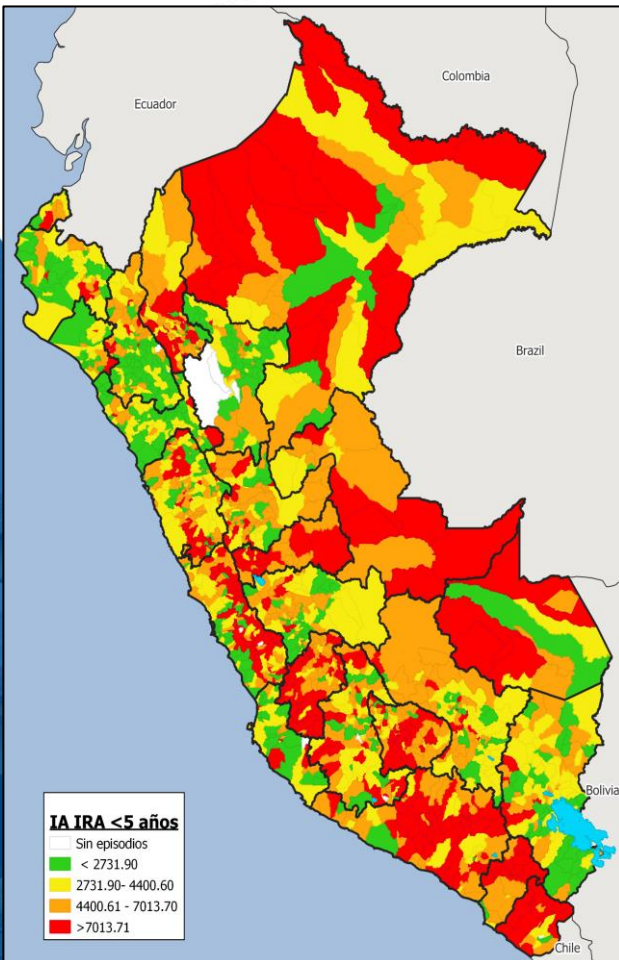 Colombia
Ecuador
Brazil
Bolivia
IA IRA <5 años
Sin episodios
< 2731.90
2731.90- 4400.60
4400.61 - 7013.70
>7013.71
Chile